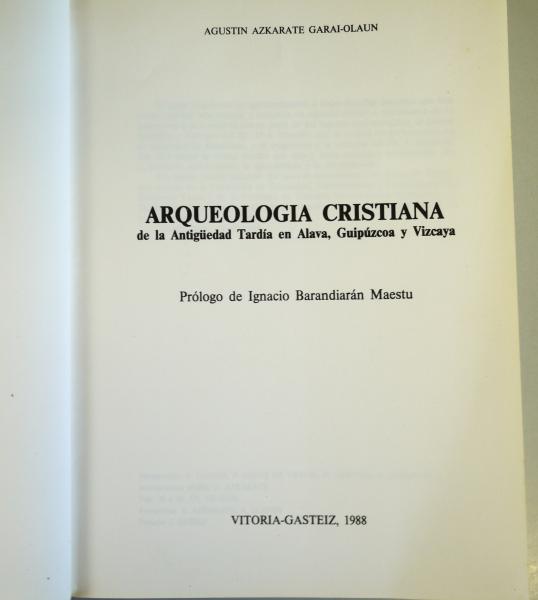 AGUSTIN AZKARATE GARAI-OLAUN
ARQUEOLOGIA CRISTIANA
de la Antigüedad Tardía en Alava, Guipúzcoa y Vizcaya
Prólogo de Ignacio Barandiarán Maestu
VITORIA-GASTEIZ, 1988